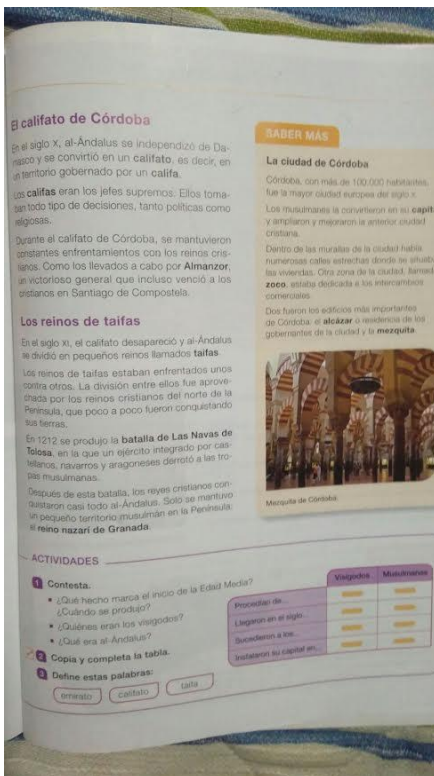 El califato de Córdoba
En el siglo X, al-Ándalus se independizó de Da-
masco y se convirtió en un califato, es decir, en
un territorio gobernado por un califa.
Los califas eran los jefes supremos. Ellos toma-
ban todo tipo de decisiones, tanto políticas como
religiosas.
Durante el califato de Córdoba, se mantuvieron
constantes enfrentamientos con los reinos cris-
tianos. Como los llevados a cabo por Almanzor,
un victorioso general que incluso venció a los
cristianos en Santiago de Compostela.
Los reinos de taifas
En el siglo XI, el califato desapareció y al-Ándalus
se dividió en pequeños reinos llamados taifas.
Los reinos de taifas estaban enfrentados unos
contra otros. La división entre ellos fue aprove-
chada por los reinos cristianos del norte de la
Península, que poco a poco fueron conquistando
sus tierras.
En 1212 se produjo la batalla de Las Navas de
Tolosa, en la que un ejército integrado por cas-
tellanos, navarros y aragoneses derrotó a las tro-
pas musulmanas.
Después de esta batalla, los reyes cristianos con-
quistaron casi todo al-Ándalus. Solo se mantuvo
un pequeño territorio musulmán en la Península:
el reino nazarí de Granada.
SABER MÁS
La ciudad de Córdoba
Córdoba, con más de 100.000 habitantes,
fue la mayor ciudad europea del siglo X.
Los musulmanes la convirtieron en su capit
y ampliaron y mejoraron la anterior ciudad
cristiana.
Dentro de las murallas de la ciudad había
numerosas calles estrechas donde se
las viviendas. Otra zona de la ciudad,
zoco, estaba dedicada a los intercambios
comerciales.
Dos fueron los edificios más importantes
de Córdoba: el alcázar o residencia de los
gobernantes de la ciudad y la mezquita.
Mezquita de Córdoba.
ACTIVIDADES
1 Contesta.
• ¿Qué hecho marca el inicio de la Edad Media?
¿Cuándo se produjo?
• ¿Quiénes eran los visigodos?
• ¿Qué era al-Ándalus?
2 Copia y completa la tabla.
Visigodos Musulmanes
Procedían de...
Llegaron en el siglo...
Sucedieron a los...
Instalaron su capital en...
3 Define estas palabras:
emirato califato taifa